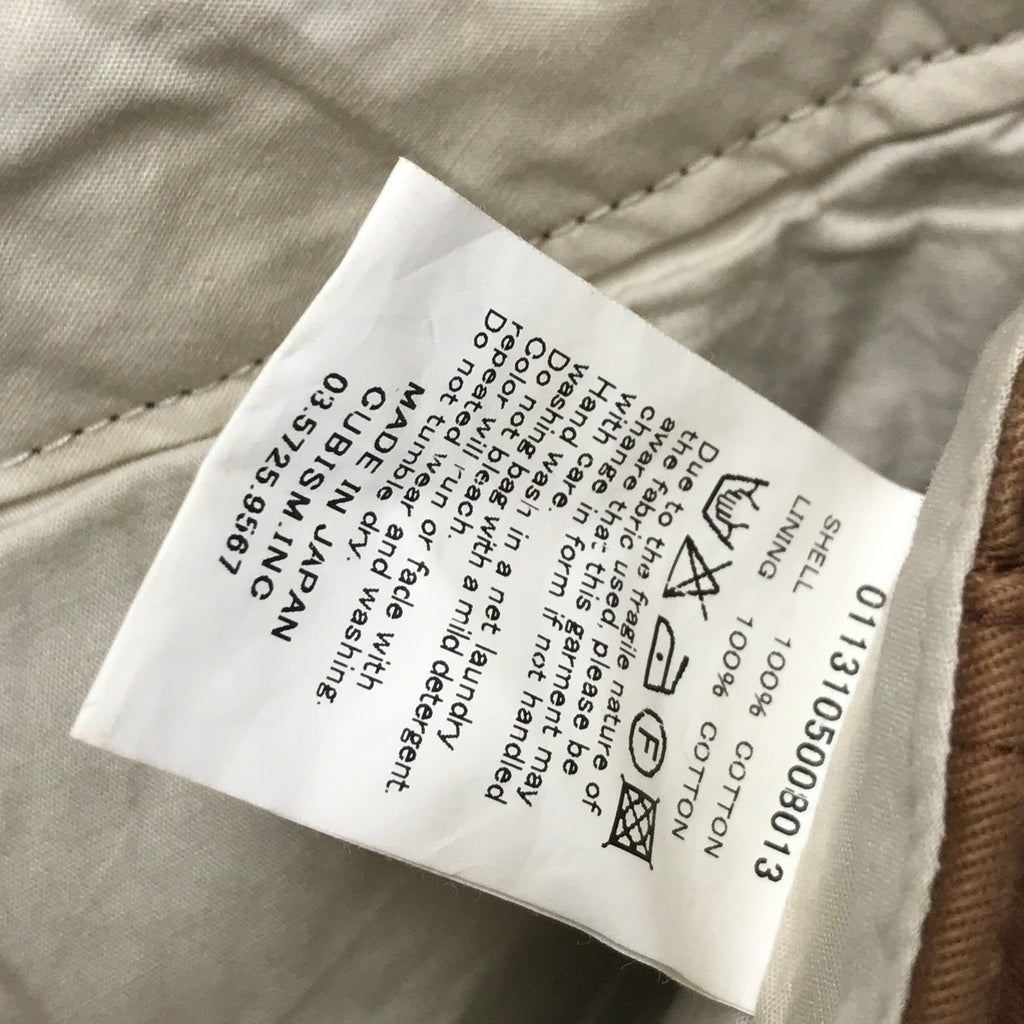 0113105008013
SHELL 100% COTTON
LINING 100% COTTON
F
Due to the fragile nature of
the fabric used, please be
aware that this garment may
change in form if not handled
with care.
Hand wash in a net laundry
washing bag with a mild detergent.
Do not bleach.
Color will run or fade with
repeated wear and washing.
Do not tumble dry.
MADE IN JAPAN
CUBISM.INC
03.5725.9567